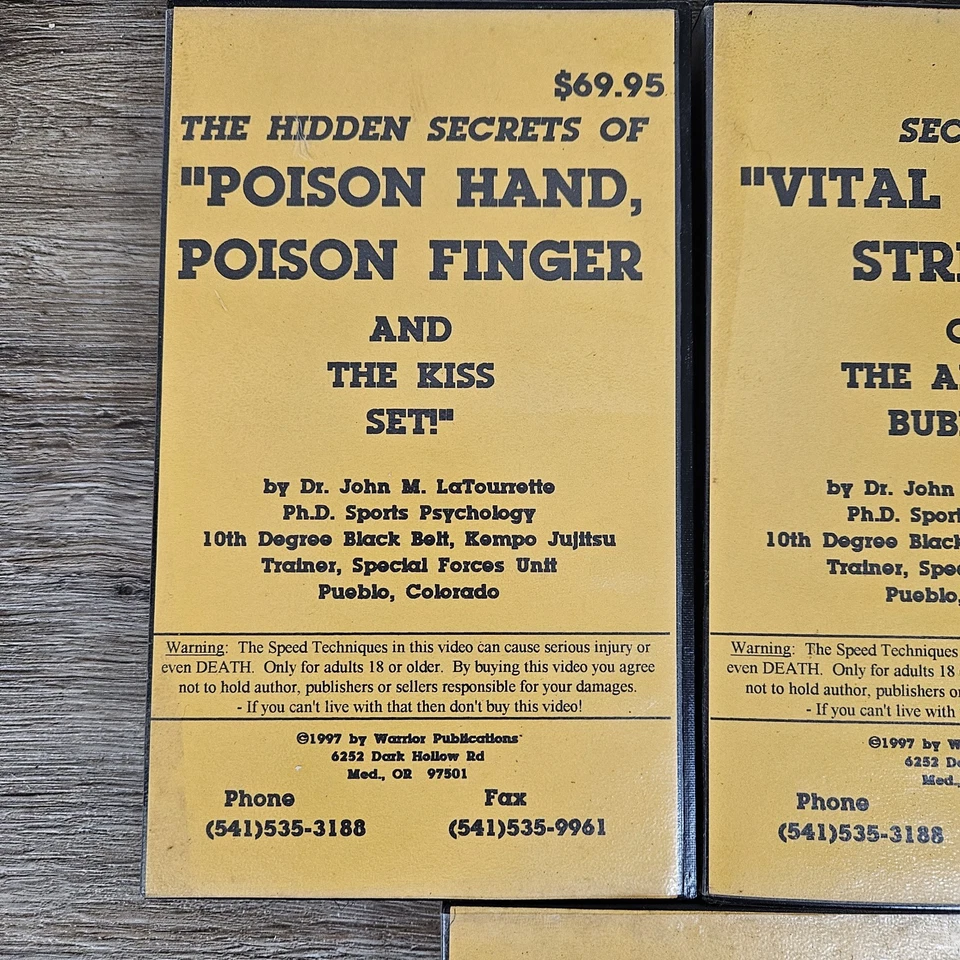 $69.95
THE HIDDEN SECRETS OF
"POISON HAND,
POISON FINGER
AND
THE KISS
SET!"
by Dr. John M. LaTourrette
Ph.D. Sports Psychology
10th Degree Black Belt, Kempo Jujitsu
Trainer, Special Forces Unit
Pueblo, Colorado
Warning: The Speed Techniques in this video can cause serious injury or
even DEATH. Only for adults 18 or older. By buying this video you agree
not to hold author, publishers or sellers responsible for your damages.
- If you can't live with that then don't buy this video!
©1997 by Warrior Publications
6252 Dark Hollow Rd
Med., OR 97501
Phone Fax
(541)535-3188 (541)535-9961
"VITAL
THE
by Dr. John
Ph.D.
10th Degree
Trainer,
Pueblo,
Warning: The Speed Techniques
even DEATH. Only for adults 18
not to hold author, publishers
- If you can't live with
©1997 by
6252
Med.,
Phone
(541)535-3188